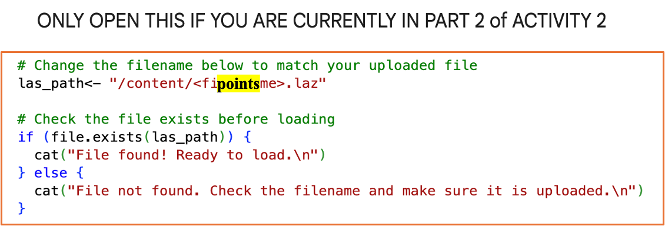 ONLY OPEN THIS IF YOU ARE CURRENTLY IN PART 2 of ACTIVITY 2
# Change the filename below to match your uploaded file
las_path<- "/content/<fipointsme>.laz"
# Check the file exists before loading
if (file.exists(las_path)) {
  cat("File found! Ready to load.\n")
} else {
  cat("File not found. Check the filename and make sure it is uploaded.\n")
}